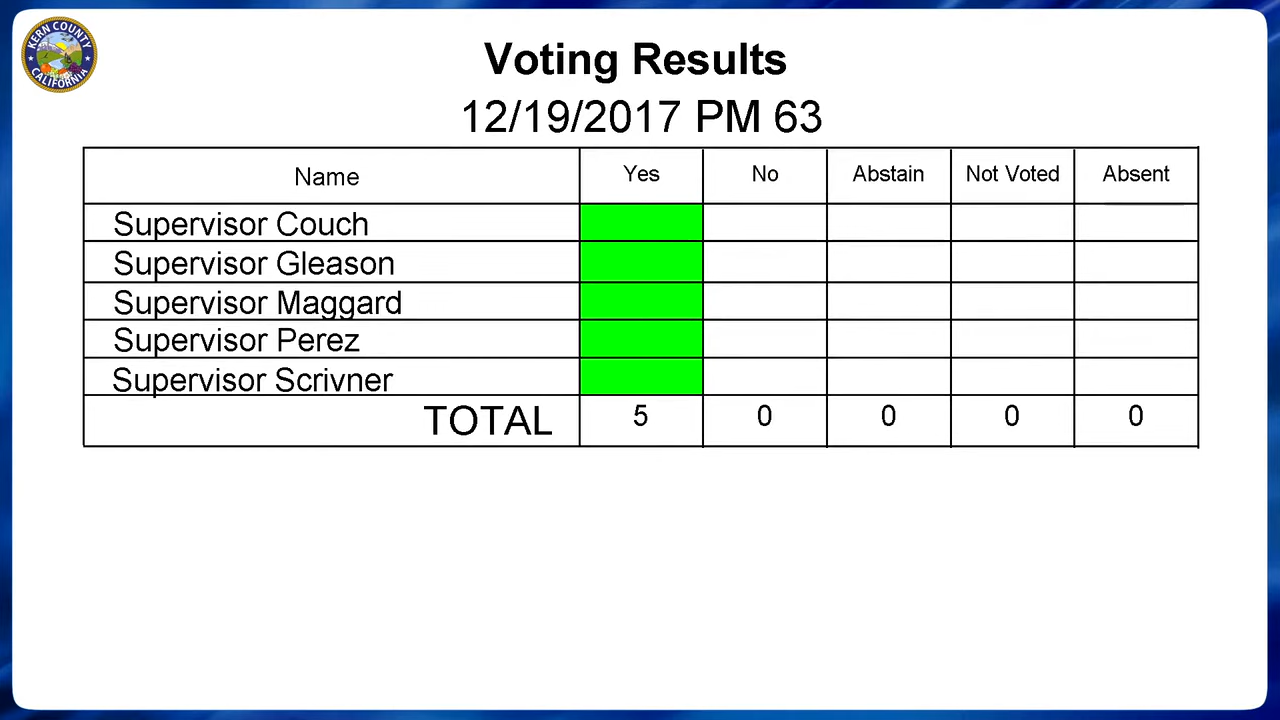 KERN COUNTY
CALIFORNIA
Voting Results
12/19/2017 PM 63
Name Yes No Abstain Not Voted Absent
Supervisor Couch
Supervisor Gleason
Supervisor Maggard
Supervisor Perez
Supervisor Scrivner
TOTAL 5 0 0 0 0